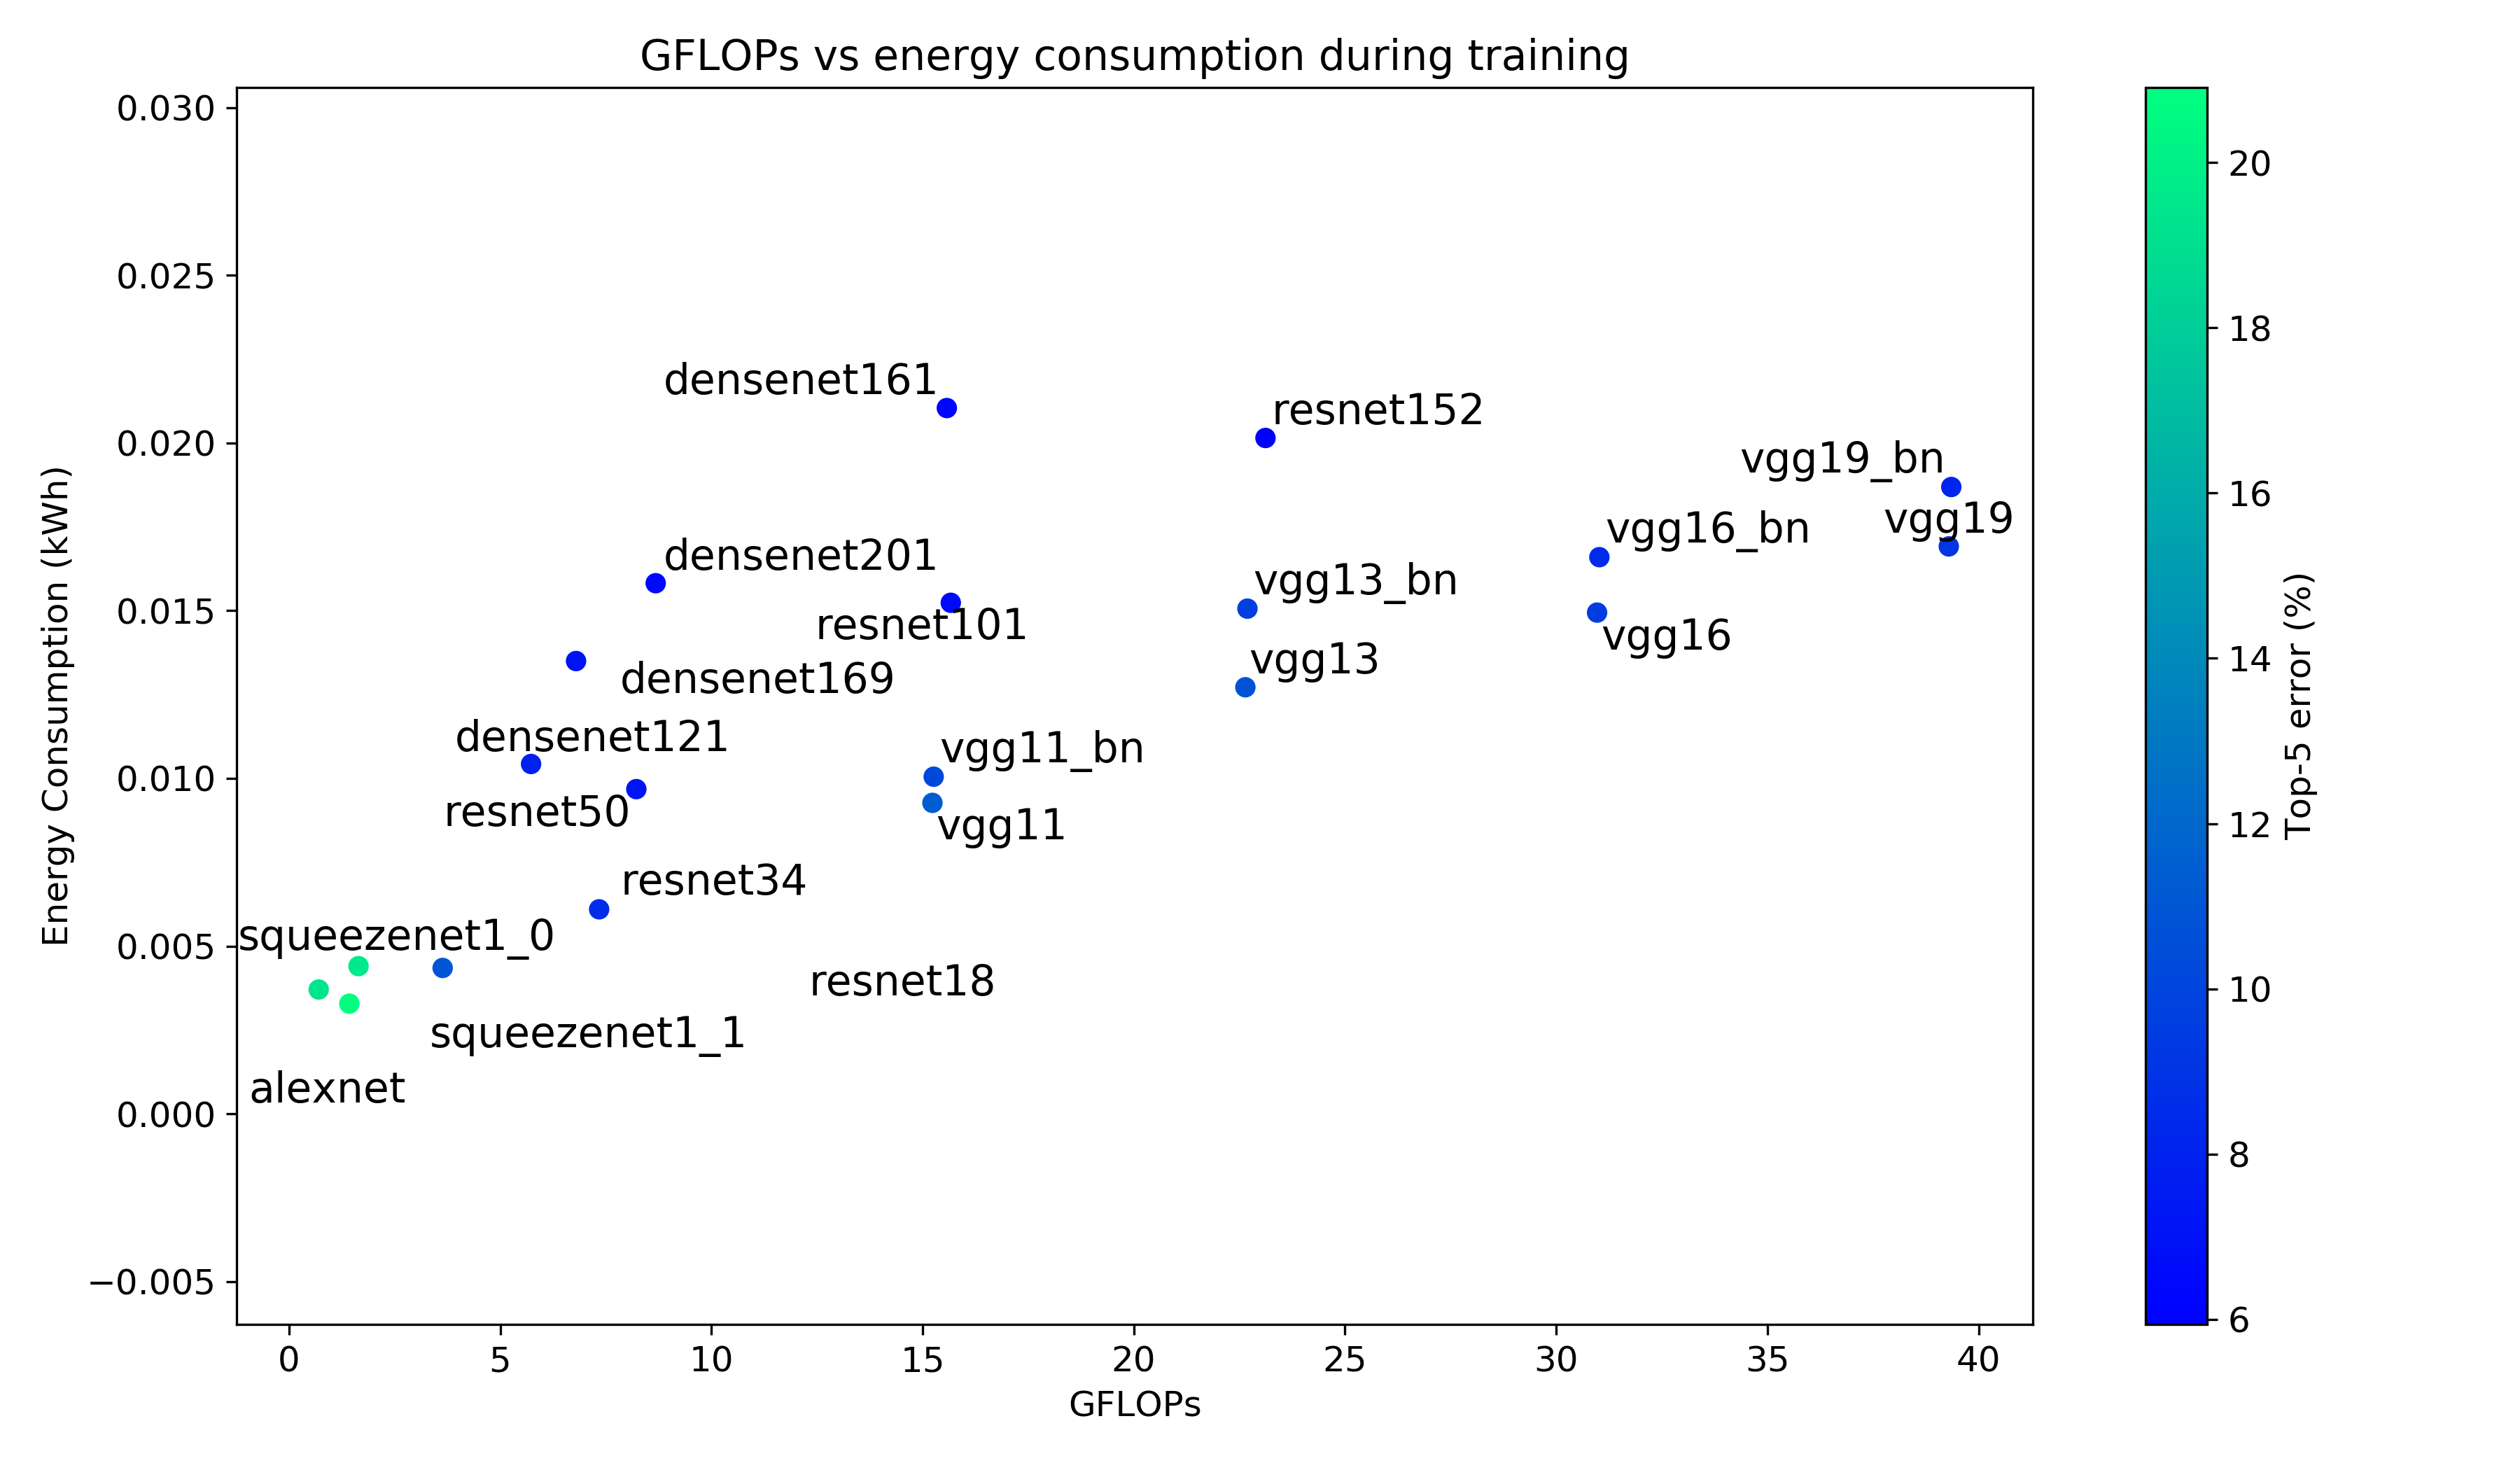 GFLOPs vs energy consumption during training
0.030
0.025
0.020
0.015
0.010
0.005
0.000
−0.005
Energy Consumption (kWh)
densenet161
resnet152
vgg19_bn
vgg19
vgg16_bn
densenet201
vgg13_bn
resnet101
vgg16
vgg13
densenet169
densenet121
vgg11_bn
resnet50
vgg11
resnet34
squeezenet1_0
resnet18
squeezenet1_1
alexnet
0 5 10 15 20 25 30 35 40
GFLOPs
20
18
16
14
12
10
8
6
Top-5 error (%)